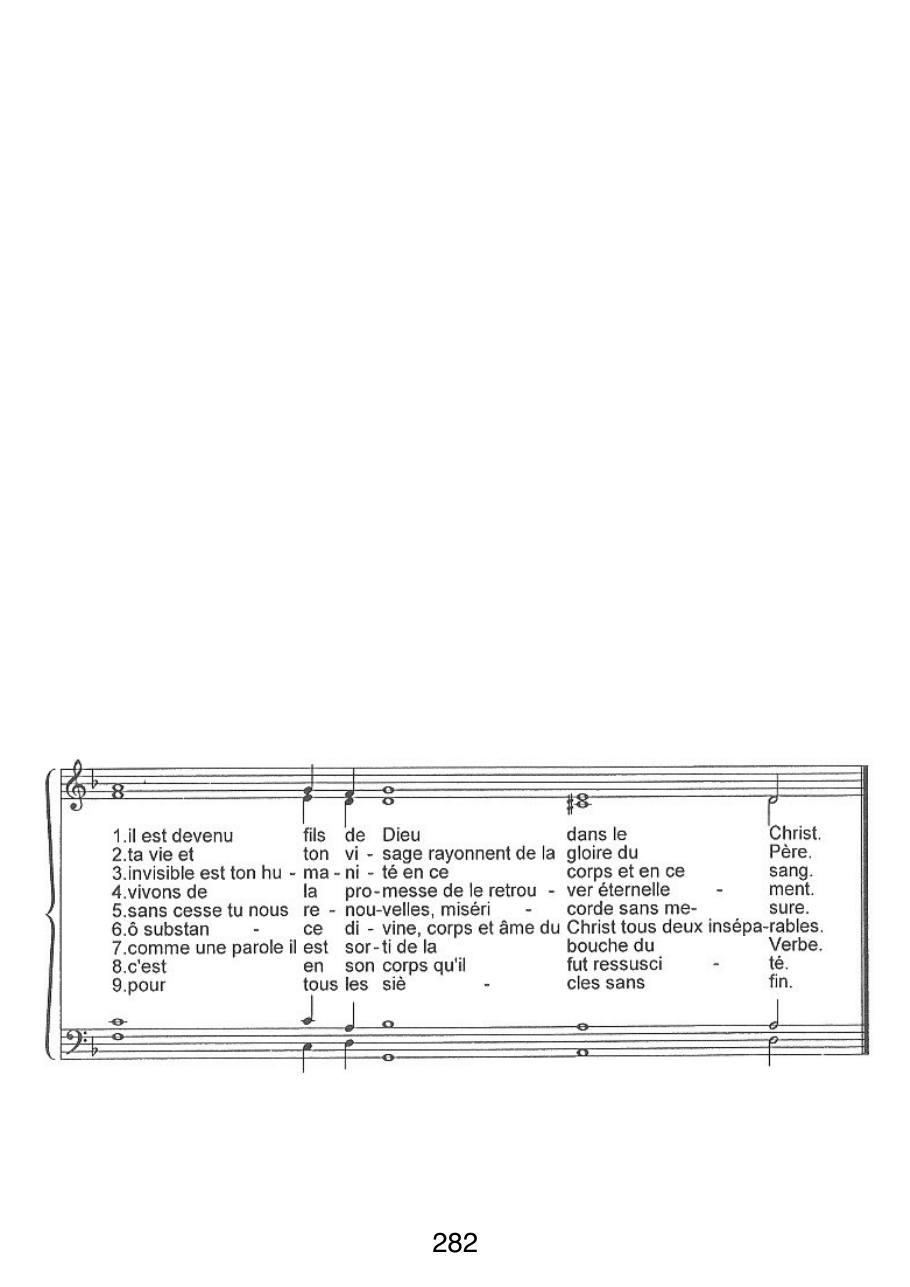 1.il est devenu fils de Dieu dans le Christ.
2.ta vie et ton vi - sage rayonnent de la gloire du Père.
3.invisible est ton hu - ma - ni - té en ce corps et en ce sang.
4.vivons de la pro - messe de le retrou - ver éternelle - ment.
5.sans cesse tu nous re - nou - velles, miséri - corde sans me- sure.
6.ô substan - ce di - vine, corps et âme du Christ tous deux insépa-rables.
7.comme une parole il est sor - ti de la bouche du Verbe.
8.c'est en son corps qu'il fut ressusci - té.
9.pour tous les siè - cles sans fin.
282